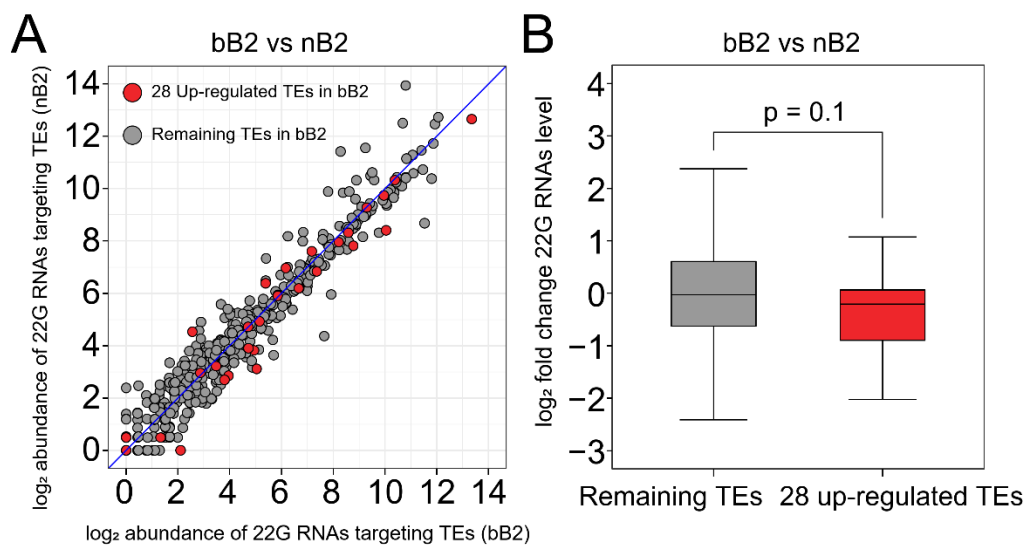 A
bB2 vs nB2
log₂ abundance of 22G RNAs targeting TEs (nB2)
14
12
10
8
6
4
2
0
28 Up-regulated TEs in bB2
Remaining TEs in bB2
0 2 4 6 8 10 12 14
log₂ abundance of 22G RNAs targeting TEs (bB2)
B
bB2 vs nB2
log₂ fold change 22G RNAs level
4
3
2
1
0
−1
−2
−3
p = 0.1
Remaining TEs 28 up-regulated TEs